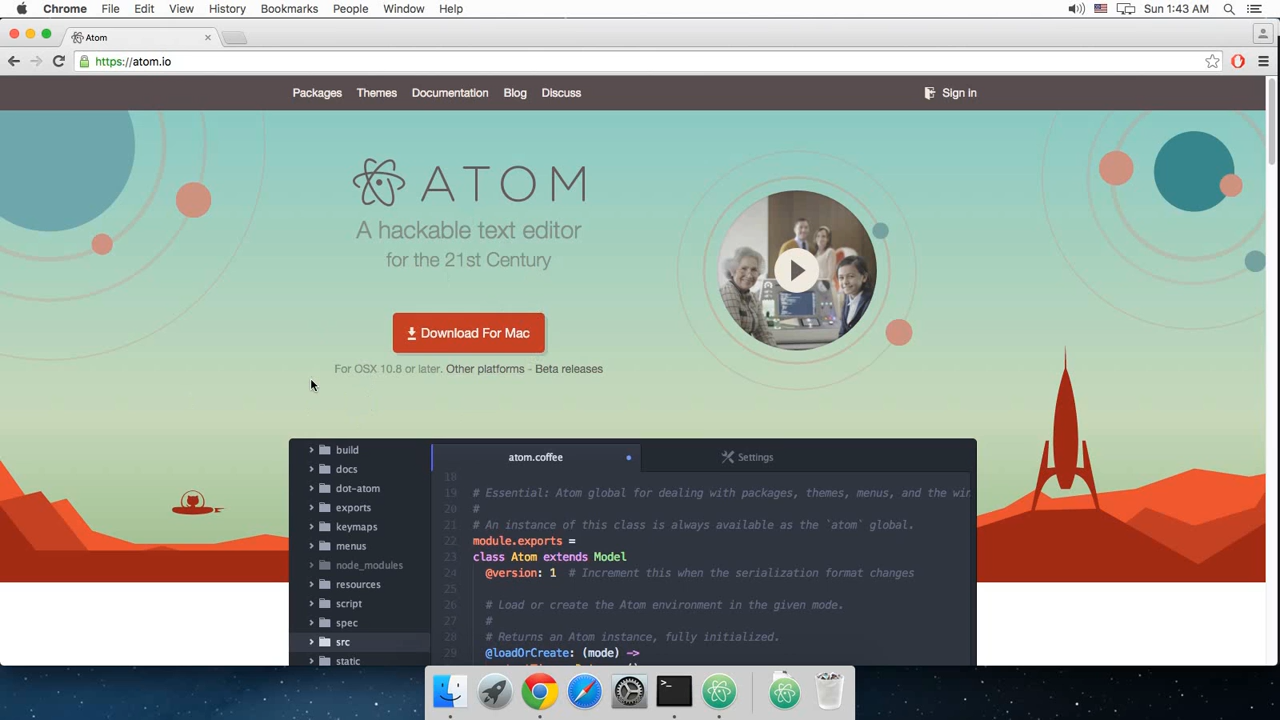 Chrome File Edit View History Bookmarks People Window Help Sun 1:43 AM
Atom
https://atom.io
Packages Themes Documentation Blog Discuss Sign in
ATOM
A hackable text editor
for the 21st Century
Download For Mac
For OSX 10.8 or later. Other platforms - Beta releases
build
docs
dot-atom
exports
keymaps
menus
node_modules
resources
script
spec
src
static
atom.coffee Settings
18
19 # Essential: Atom global for dealing with packages, themes, menus, and the win
20 #
21 # An instance of this class is always available as the `atom` global.
22 module.exports =
23 class Atom extends Model
24 @version: 1 # Increment this when the serialization format changes
25
26 # Load or create the Atom environment in the given mode.
27 #
28 # Returns an Atom instance, fully initialized.
29 @loadOrCreate: (mode) ->